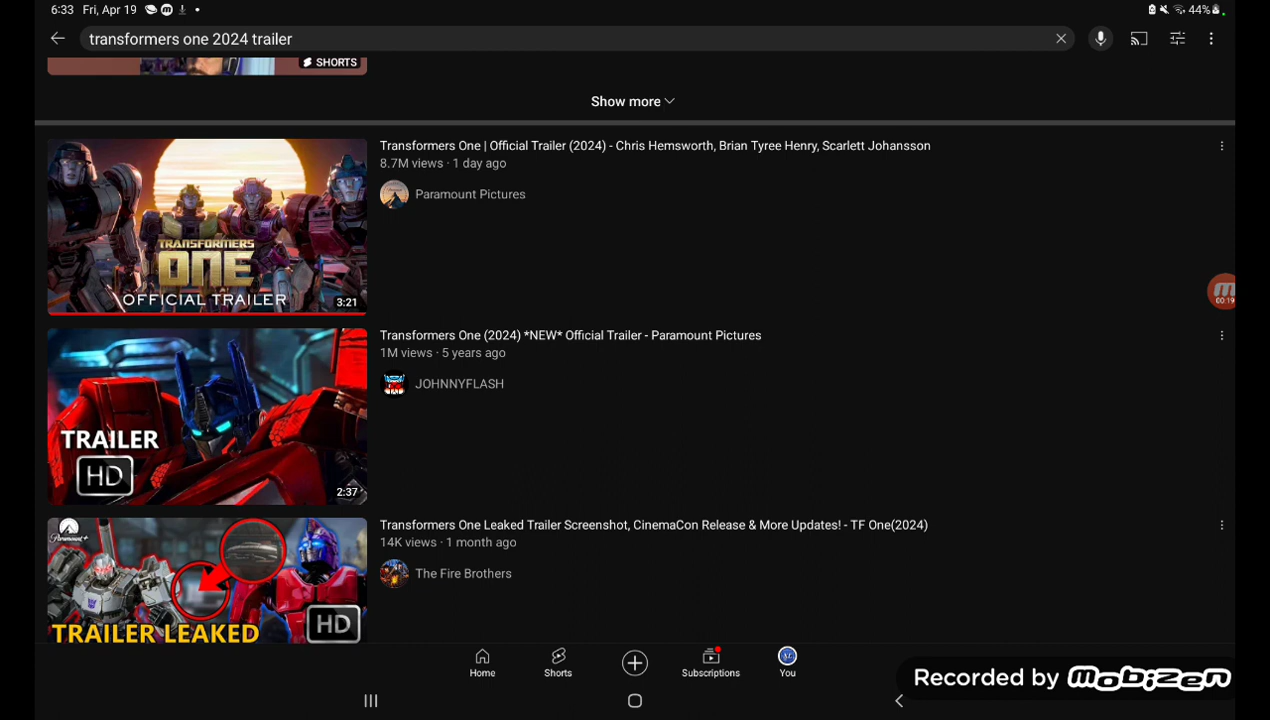 6:33 Fri, Apr 19
44%
transformers one 2024 trailer
SHORTS
Show more
TRANSFORMERS
ONE
OFFICIAL TRAILER
3:21
Transformers One | Official Trailer (2024) - Chris Hemsworth, Brian Tyree Henry, Scarlett Johansson
8.7M views · 1 day ago
Paramount Pictures
00:19
TRAILER
HD
2:37
Transformers One (2024) *NEW* Official Trailer - Paramount Pictures
1M views · 5 years ago
JOHNNYFLASH
Paramount+
TRAILER LEAKED
HD
Transformers One Leaked Trailer Screenshot, CinemaCon Release & More Updates! - TF One(2024)
14K views · 1 month ago
The Fire Brothers
Home
Shorts
Subscriptions
You
Recorded by Mobizen